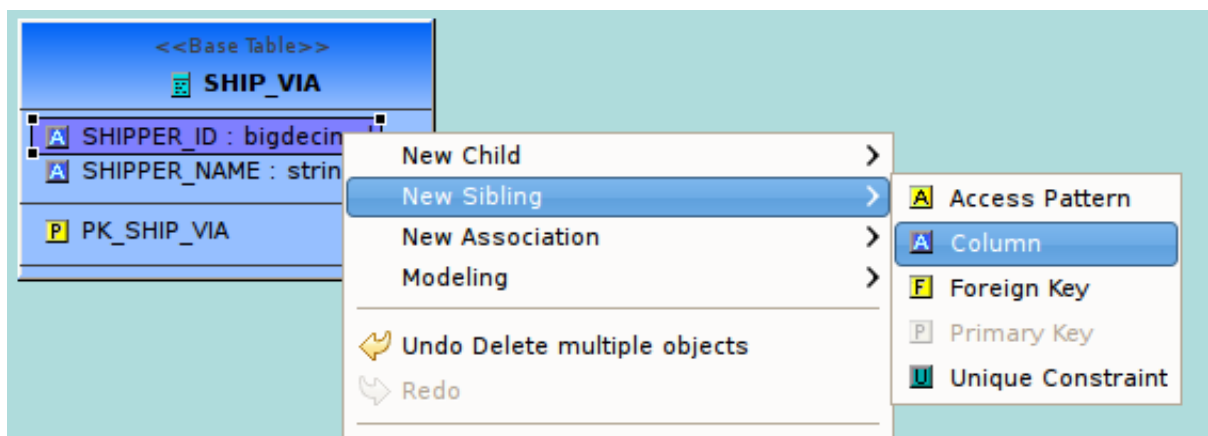 <<Base Table>>
SHIP_VIA
A SHIPPER_ID : bigdecim
A SHIPPER_NAME : strin
P PK_SHIP_VIA
New Child
New Sibling
New Association
Modeling
Undo Delete multiple objects
Redo
A Access Pattern
A Column
F Foreign Key
P Primary Key
U Unique Constraint